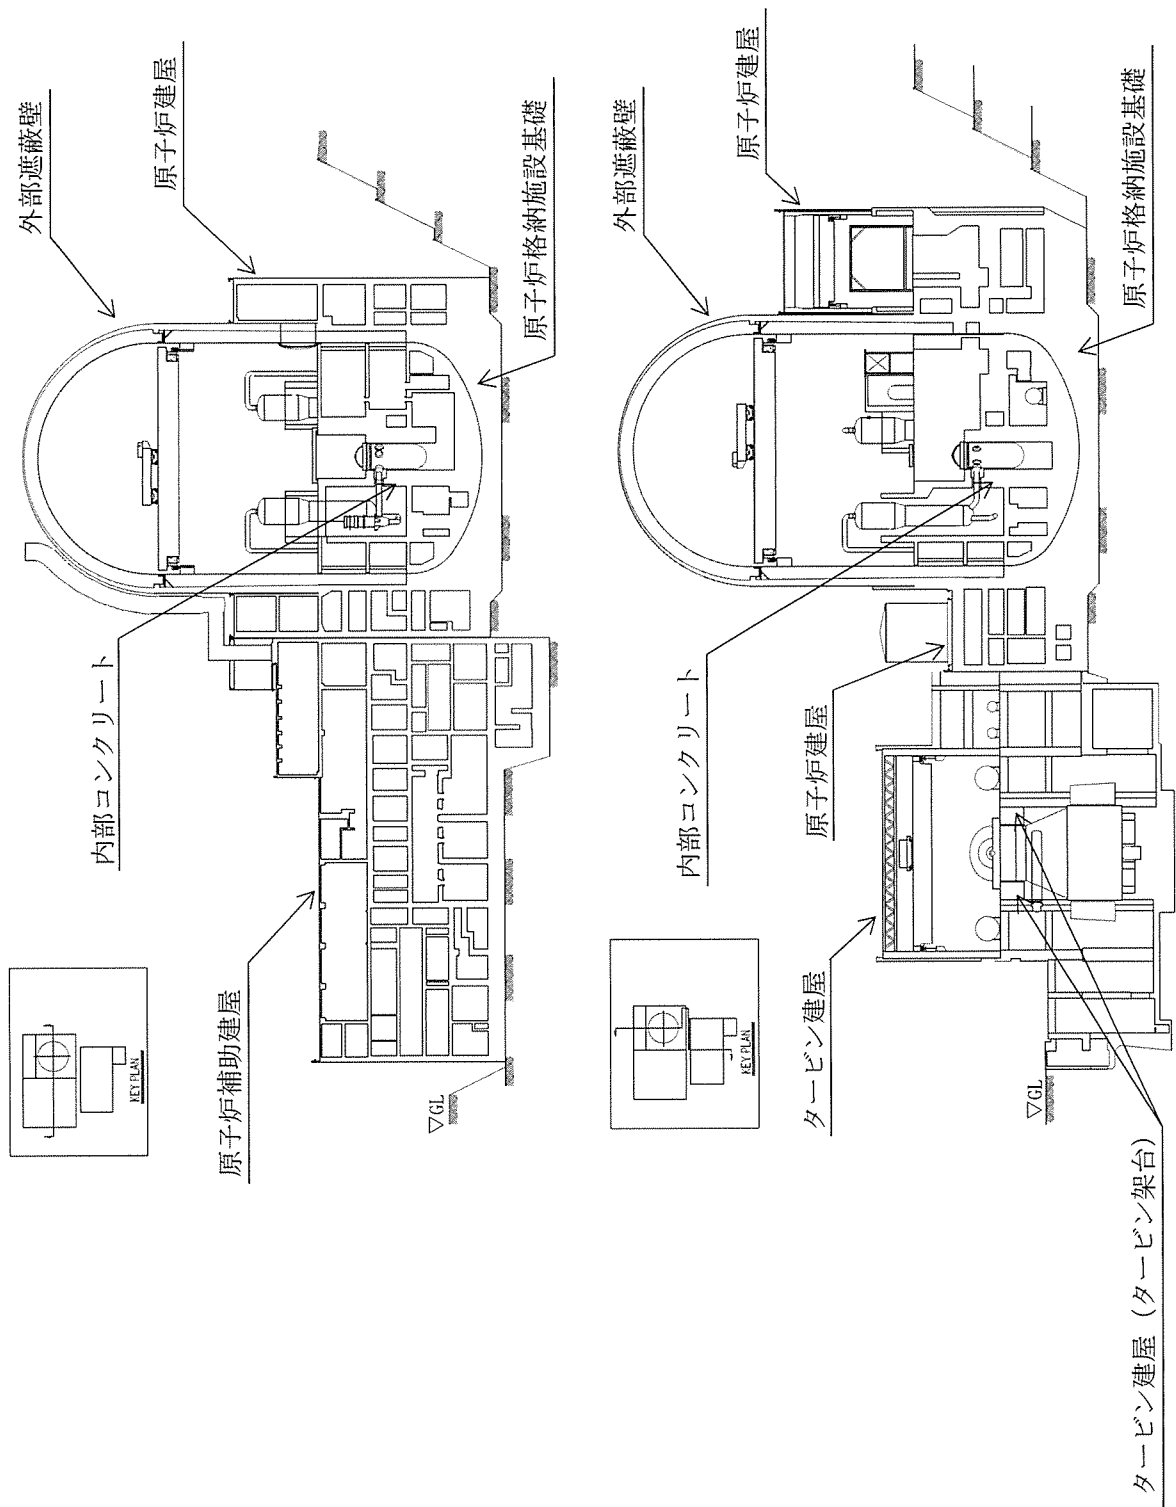 外部遮蔽壁
原子炉建屋
原子炉格納施設基礎
内部コンクリート
原子炉補助建屋
KEY PLAN
▽GL
外部遮蔽壁
原子炉建屋
原子炉格納施設基礎
内部コンクリート
原子炉建屋
タービン建屋
KEY PLAN
▽GL
タービン建屋（タービン架台）